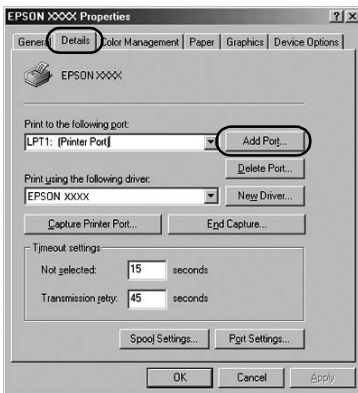 EPSON XXXX Properties
General Details Color Management Paper Graphics Device Options
EPSON XXXX
Print to the following port:
LPT1: (Printer Port) Add Port...
Delete Port...
Print using the following driver:
EPSON XXXX New Driver...
Capture Printer Port... End Capture...
Timeout settings
Not selected: 15 seconds
Transmission retry: 45 seconds
Spool Settings... Port Settings...
OK Cancel Apply